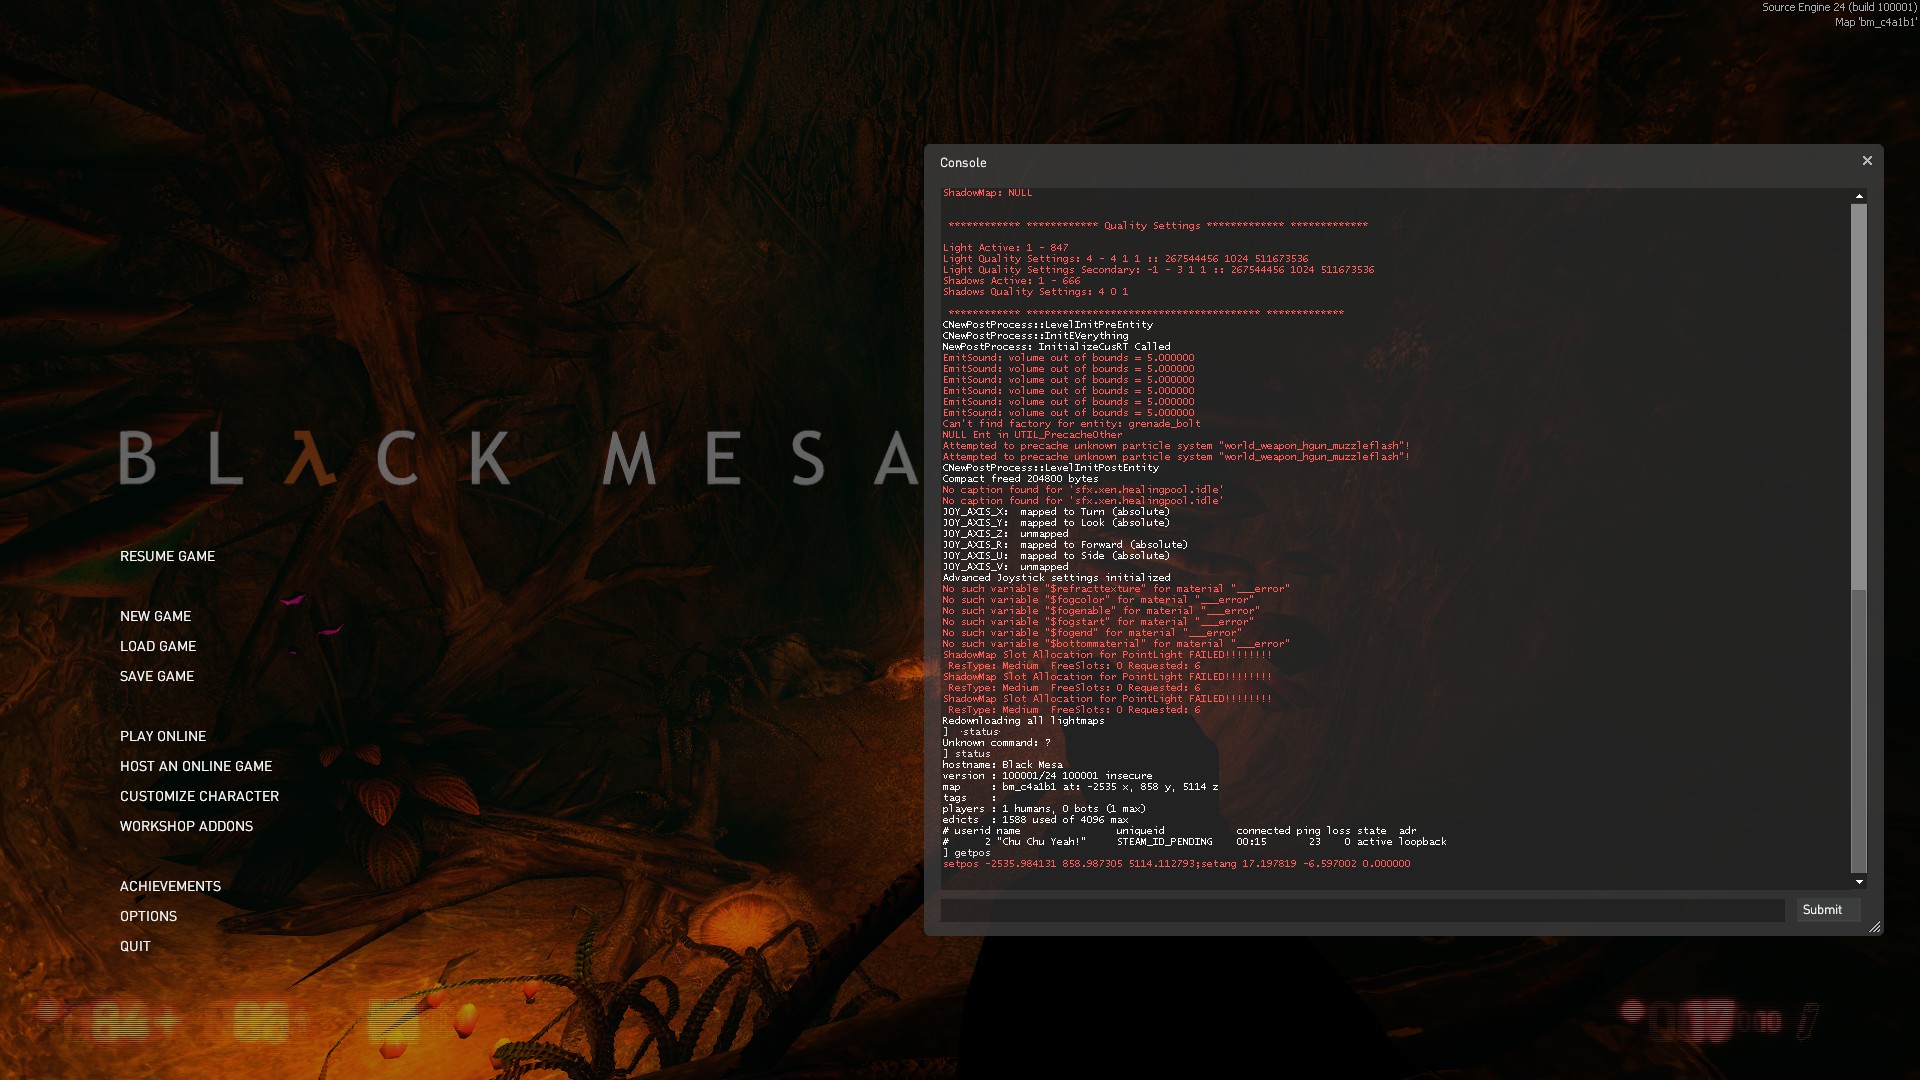 Source Engine 24 (build 100001)
Map 'bm_c4a1b1'
BLλCK MESA
RESUME GAME
NEW GAME
LOAD GAME
SAVE GAME
PLAY ONLINE
HOST AN ONLINE GAME
CUSTOMIZE CHARACTER
WORKSHOP ADDONS
ACHIEVEMENTS
OPTIONS
QUIT
Console
ShadowMap: NULL
************ ************ Quality Settings ************* *************
Light Active: 1 - 847
Light Quality Settings: 4 - 4 1 1 :: 267544456 1024 511673536
Light Quality Settings Secondary: -1 - 3 1 1 :: 267544456 1024 511673536
Shadows Active: 1 - 666
Shadows Quality Settings: 4 0 1
************ *************************************** *************
CNewPostProcess::LevelInitPreEntity
CNewPostProcess::InitEVerything
NewPostProcess: InitializeCusRT Called
EmitSound: volume out of bounds = 5.000000
EmitSound: volume out of bounds = 5.000000
EmitSound: volume out of bounds = 5.000000
EmitSound: volume out of bounds = 5.000000
EmitSound: volume out of bounds = 5.000000
EmitSound: volume out of bounds = 5.000000
Can't find factory for entity: grenade_bolt
NULL Ent in UTIL_PrecacheOther
Attempted to precache unknown particle system "world_weapon_hgun_muzzleflash"!
Attempted to precache unknown particle system "world_weapon_hgun_muzzleflash"!
CNewPostProcess::LevelInitPostEntity
Compact freed 204800 bytes
No caption found for 'sfx.xen.healingpool.idle'
No caption found for 'sfx.xen.healingpool.idle'
JOY_AXIS_X:  mapped to Turn (absolute)
JOY_AXIS_Y:  mapped to Look (absolute)
JOY_AXIS_Z:  unmapped
JOY_AXIS_R:  mapped to Forward (absolute)
JOY_AXIS_U:  mapped to Side (absolute)
JOY_AXIS_V:  unmapped
Advanced Joystick settings initialized
No such variable "$refracttexture" for material "___error"
No such variable "$fogcolor" for material "___error"
No such variable "$fogenable" for material "___error"
No such variable "$fogstart" for material "___error"
No such variable "$fogend" for material "___error"
No such variable "$bottommaterial" for material "___error"
ShadowMap Slot Allocation for PointLight FAILED!!!!!!!!
ResType: Medium  FreeSlots: 0 Requested: 6
ShadowMap Slot Allocation for PointLight FAILED!!!!!!!!
ResType: Medium  FreeSlots: 0 Requested: 6
ShadowMap Slot Allocation for PointLight FAILED!!!!!!!!
ResType: Medium  FreeSlots: 0 Requested: 6
Redownloading all lightmaps
]  status
Unknown command: ?
] status
hostname: Black Mesa
version : 100001/24 100001 insecure
map     : bm_c4a1b1 at: -2535 x, 858 y, 5114 z
tags    :
players : 1 humans, 0 bots (1 max)
edicts  : 1588 used of 4096 max
# userid name                uniqueid            connected ping loss state  adr
#      2 "Chu Chu Yeah!"     STEAM_ID_PENDING    00:15       23    0 active loopback
] getpos
setpos -2535.984131 858.987305 5114.112793;setang 17.197819 -6.597002 0.000000
Submit